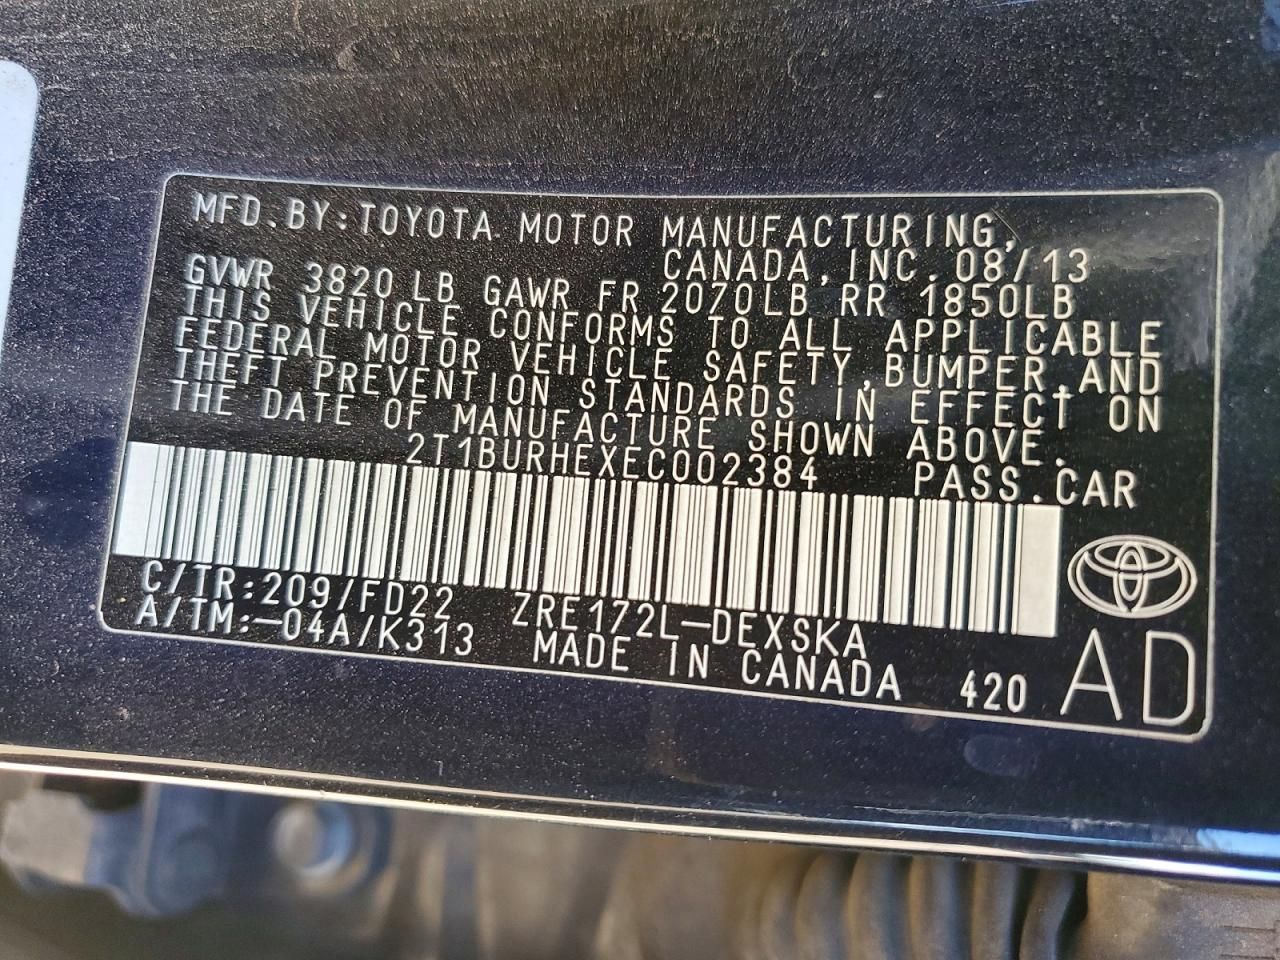 MFD.BY:TOYOTA MOTOR MANUFACTURING,
CANADA, INC. 08/13
GVWR 3820 LB GAWR FR 2070LB RR 1850LB
THIS VEHICLE CONFORMS TO ALL APPLICABLE
FEDERAL MOTOR VEHICLE SAFETY, BUMPER, AND
THEFT PREVENTION STANDARDS IN EFFECT ON
THE DATE OF MANUFACTURE SHOWN ABOVE.
2T1BURHEXEC002384 PASS.CAR
C/TR:209/FD22 ZRE172L-DEXSKA
A/TM:-04A/K313 MADE IN CANADA 420
AD